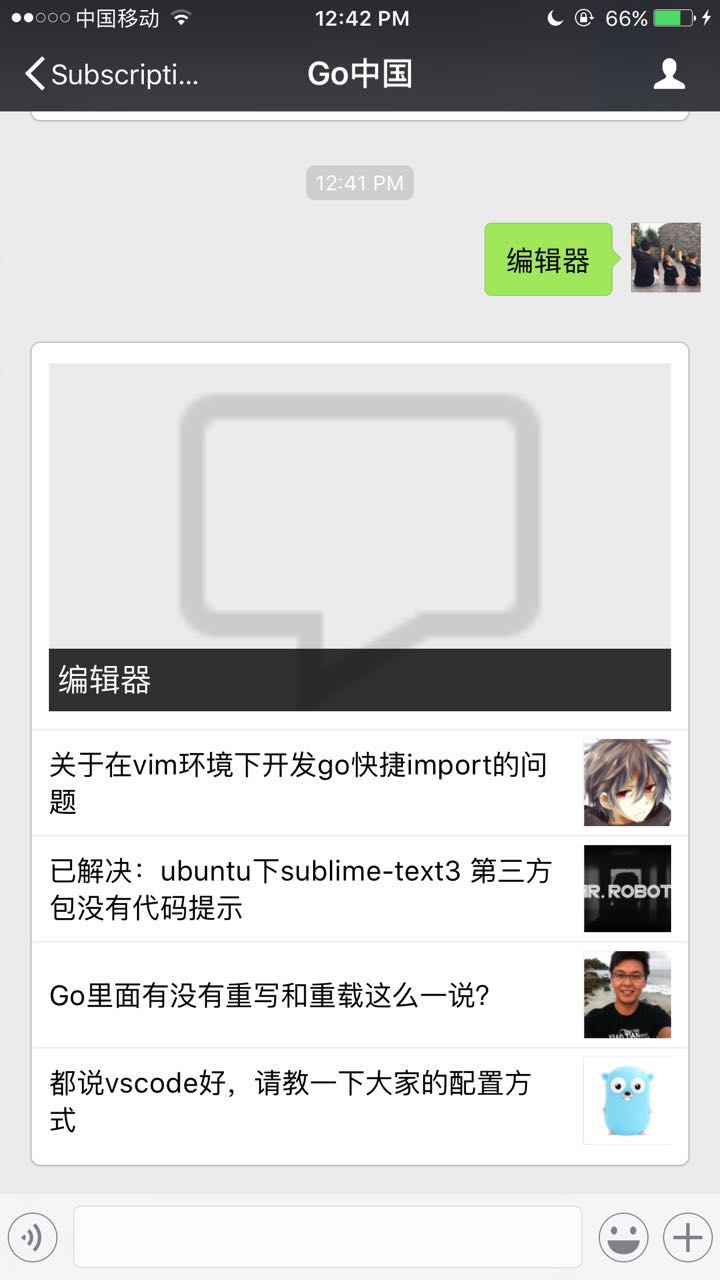 中国移动 12:42 PM 66%
Subscripti... Go中国
12:41 PM
编辑器
编辑器
关于在vim环境下开发go快捷import的问
题
已解决：ubuntu下sublime-text3 第三方
包没有代码提示
MR. ROBOT
Go里面有没有重写和重载这么一说?
都说vscode好，请教一下大家的配置方
式